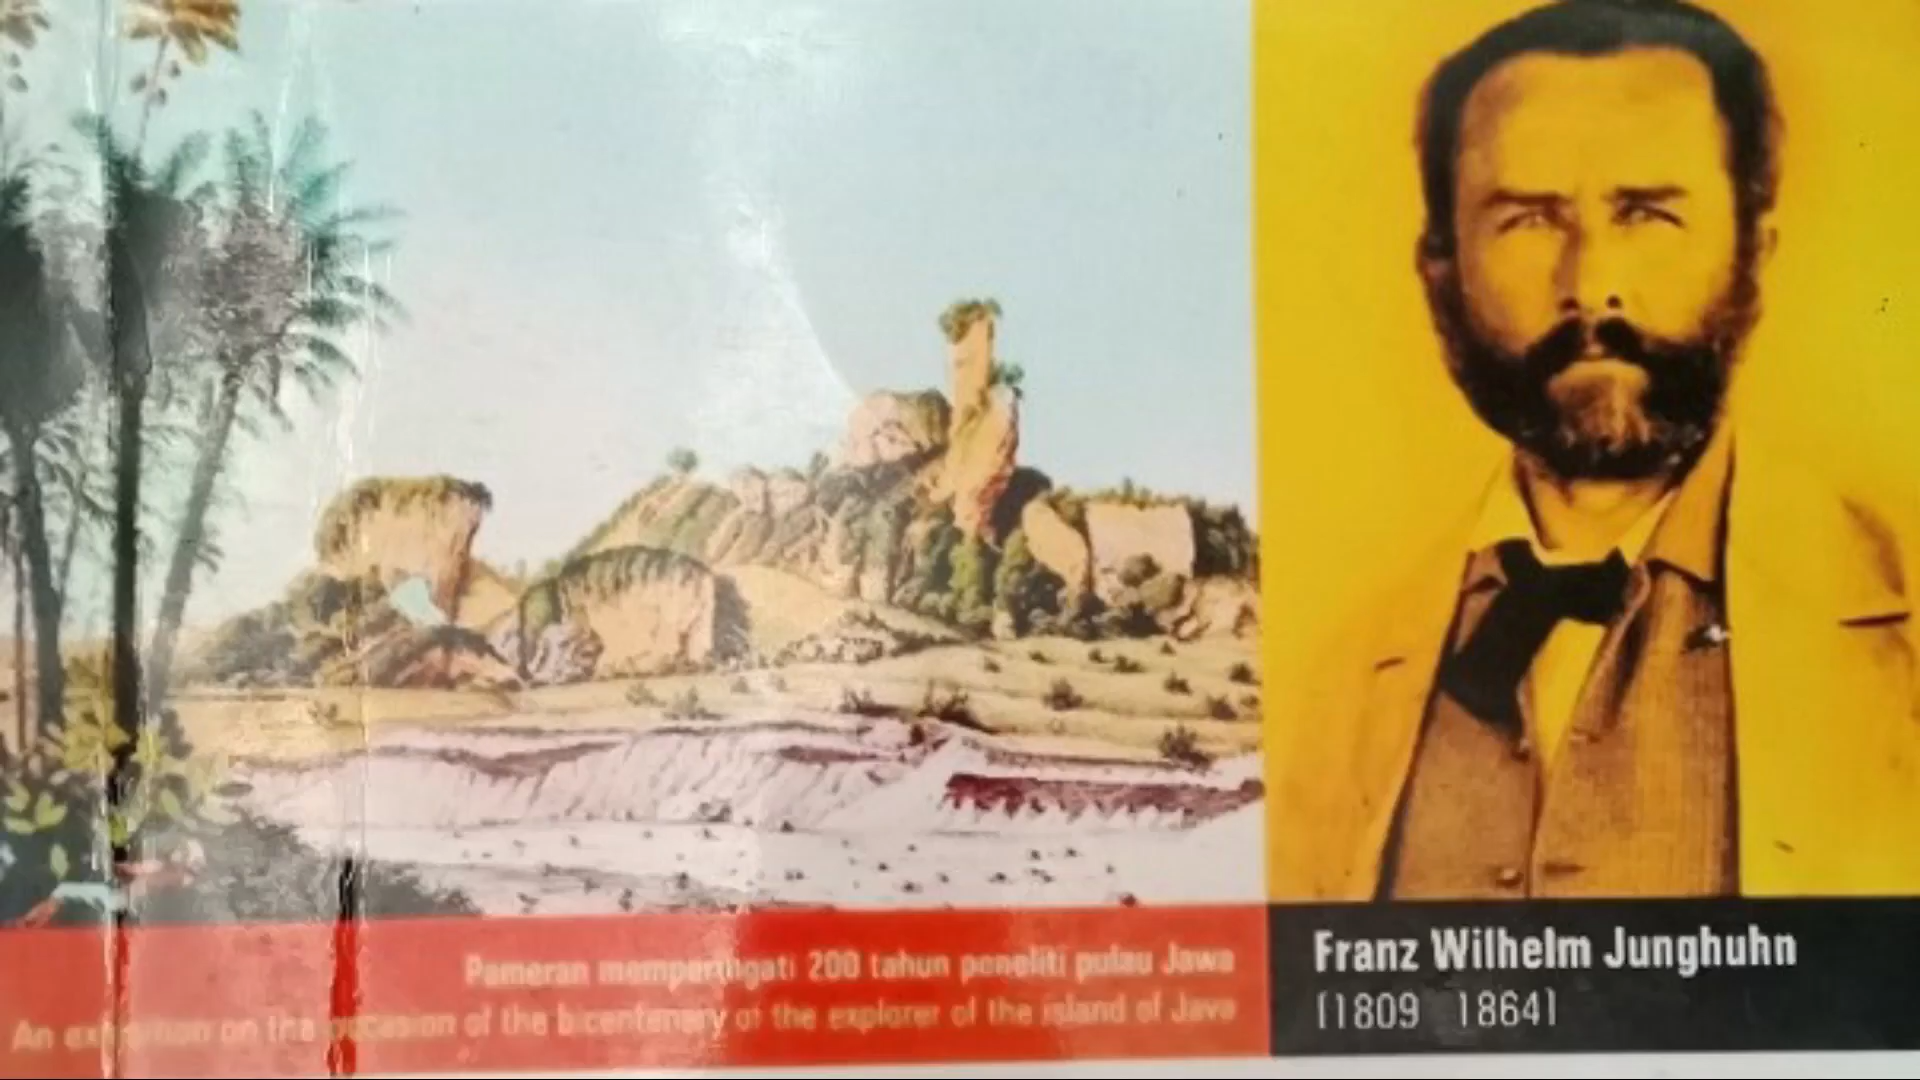 Pameran memperingati 200 tahun peneliti pulau Jawa
An exhibition on the occasion of the bicentenary of the explorer of the island of Java
Franz Wilhelm Junghuhn
(1809 1864)